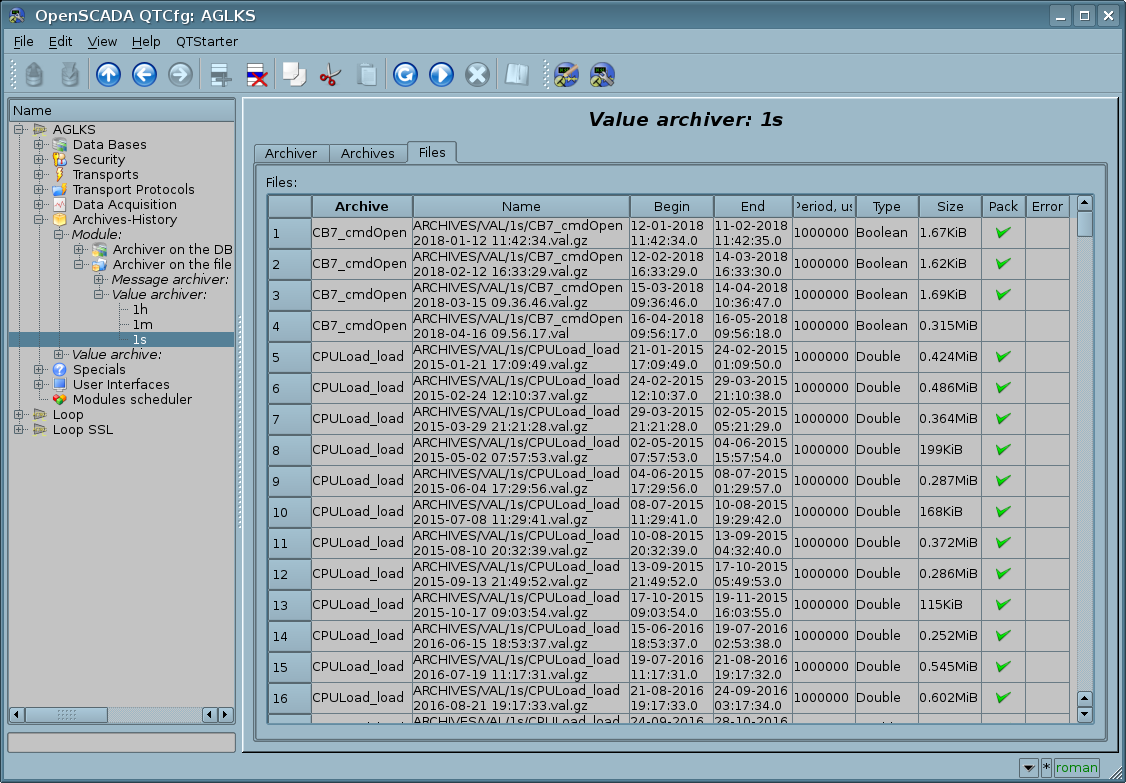 OpenSCADA QTCfg: AGLKS
File Edit View Help QTStarter
Name
AGLKS
Data Bases
Security
Transports
Transport Protocols
Data Acquisition
Archives-History
Module:
Archiver on the DB
Archiver on the file
Message archiver:
Value archiver:
1h
1m
1s
Value archive:
Specials
User Interfaces
Modules scheduler
Loop
Loop SSL
Value archiver: 1s
Archiver Archives Files
Files:
Archive Name Begin End Period, us Type Size Pack Error
1 CB7_cmdOpen ARCHIVES/VAL/1s/CB7_cmdOpen 12-01-2018 11-02-2018 1000000 Boolean 1.67KiB
2018-01-12 11:42:34.val.gz 11:42:34.0 11:42:35.0
2 CB7_cmdOpen ARCHIVES/VAL/1s/CB7_cmdOpen 12-02-2018 14-03-2018 1000000 Boolean 1.62KiB
2018-02-12 16:33:29.val.gz 16:33:29.0 16:33:30.0
3 CB7_cmdOpen ARCHIVES/VAL/1s/CB7_cmdOpen 15-03-2018 14-04-2018 1000000 Boolean 1.69KiB
2018-03-15 09.36.46.val.gz 09:36:46.0 10:36:47.0
4 CB7_cmdOpen ARCHIVES/VAL/1s/CB7_cmdOpen 16-04-2018 16-05-2018 1000000 Boolean 0.315MiB
2018-04-16 09.56.17.val 09:56:17.0 09:56:18.0
5 CPULoad_load ARCHIVES/VAL/1s/CPULoad_load 21-01-2015 24-02-2015 1000000 Double 0.424MiB
2015-01-21 17:09:49.val.gz 17:09:49.0 01:09:50.0
6 CPULoad_load ARCHIVES/VAL/1s/CPULoad_load 24-02-2015 29-03-2015 1000000 Double 0.486MiB
2015-02-24 12:10:37.val.gz 12:10:37.0 21:10:38.0
7 CPULoad_load ARCHIVES/VAL/1s/CPULoad_load 29-03-2015 02-05-2015 1000000 Double 0.364MiB
2015-03-29 21:21:28.val.gz 21:21:28.0 05:21:29.0
8 CPULoad_load ARCHIVES/VAL/1s/CPULoad_load 02-05-2015 04-06-2015 1000000 Double 199KiB
2015-05-02 07:57:53.val.gz 07:57:53.0 15:57:54.0
9 CPULoad_load ARCHIVES/VAL/1s/CPULoad_load 04-06-2015 08-07-2015 1000000 Double 0.287MiB
2015-06-04 17:29:56.val.gz 17:29:56.0 01:29:57.0
10 CPULoad_load ARCHIVES/VAL/1s/CPULoad_load 08-07-2015 10-08-2015 1000000 Double 168KiB
2015-07-08 11:29:41.val.gz 11:29:41.0 19:29:42.0
11 CPULoad_load ARCHIVES/VAL/1s/CPULoad_load 10-08-2015 13-09-2015 1000000 Double 0.372MiB
2015-08-10 20:32:39.val.gz 20:32:39.0 04:32:40.0
12 CPULoad_load ARCHIVES/VAL/1s/CPULoad_load 13-09-2015 17-10-2015 1000000 Double 0.286MiB
2015-09-13 21:49:52.val.gz 21:49:52.0 05:49:53.0
13 CPULoad_load ARCHIVES/VAL/1s/CPULoad_load 17-10-2015 19-11-2015 1000000 Double 115KiB
2015-10-17 09:03:54.val.gz 09:03:54.0 16:03:55.0
14 CPULoad_load ARCHIVES/VAL/1s/CPULoad_load 15-06-2016 19-07-2016 1000000 Double 0.252MiB
2016-06-15 18:53:37.val.gz 18:53:37.0 02:53:38.0
15 CPULoad_load ARCHIVES/VAL/1s/CPULoad_load 19-07-2016 21-08-2016 1000000 Double 0.545MiB
2016-07-19 11:17:31.val.gz 11:17:31.0 19:17:32.0
16 CPULoad_load ARCHIVES/VAL/1s/CPULoad_load 21-08-2016 24-09-2016 1000000 Double 0.602MiB
2016-08-21 19:17:33.val.gz 19:17:33.0 03:17:34.0
ARCHIVES/VAL/1s/CPULoad_load 24-09-2016 28-10-2016
* roman